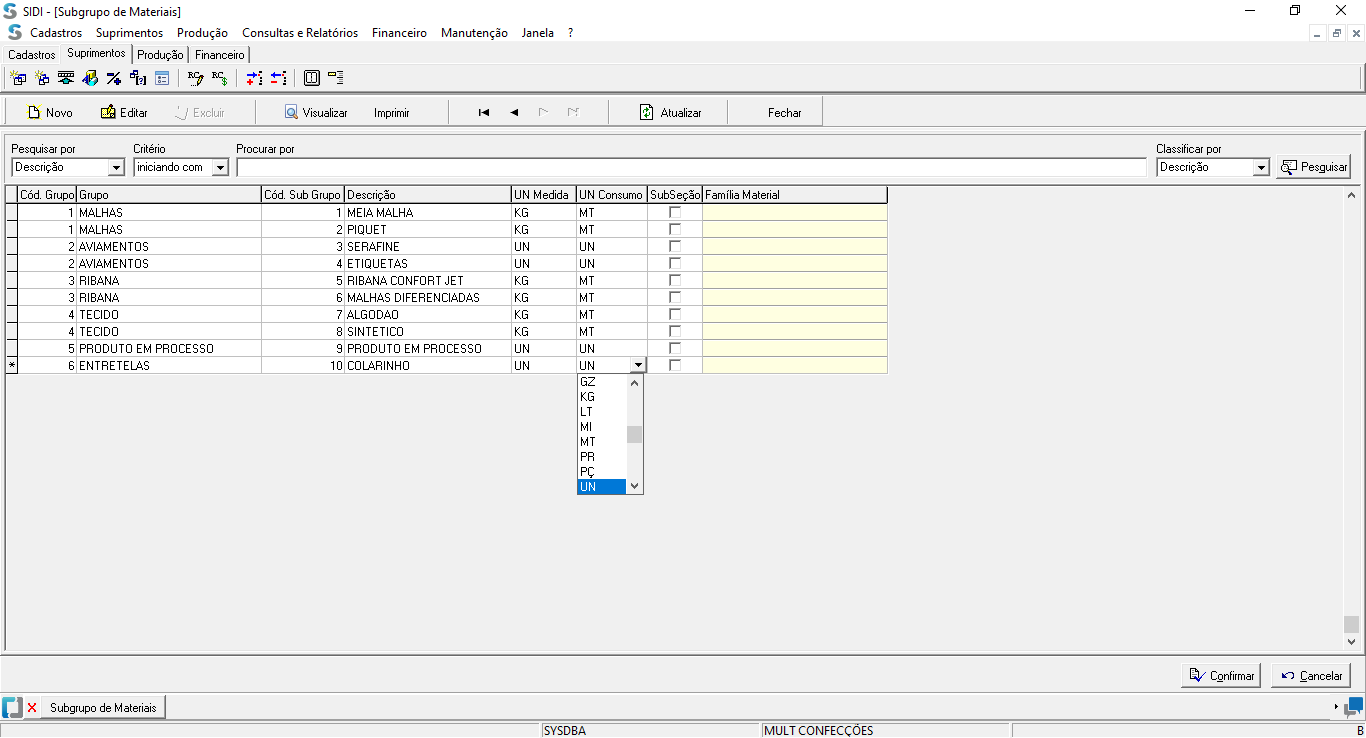 SIDI - [Subgrupo de Materiais]
Cadastros Suprimentos Produção Consultas e Relatórios Financeiro Manutenção Janela ?
Cadastros Suprimentos Produção Financeiro
Novo Editar Excluir Visualizar Imprimir Atualizar Fechar
Pesquisar por Critério Procurar por Classificar por
Descrição iniciando com Descrição Pesquisar
Cód. Grupo Grupo Cód. Sub Grupo Descrição UN Medida UN Consumo SubSeção Família Material
1 MALHAS 1 MEIA MALHA KG MT
1 MALHAS 2 PIQUET KG MT
2 AVIAMENTOS 3 SERAFINE UN UN
2 AVIAMENTOS 4 ETIQUETAS UN UN
3 RIBANA 5 RIBANA CONFORT JET KG MT
3 RIBANA 6 MALHAS DIFERENCIADAS KG MT
4 TECIDO 7 ALGODAO KG MT
4 TECIDO 8 SINTETICO KG MT
5 PRODUTO EM PROCESSO 9 PRODUTO EM PROCESSO UN UN
* 6 ENTRETELAS 10 COLARINHO UN UN
GZ
KG
LT
MI
MT
PR
PÇ
UN
Confirmar Cancelar
Subgrupo de Materiais
SYSDBA MULT CONFECÇÕES B